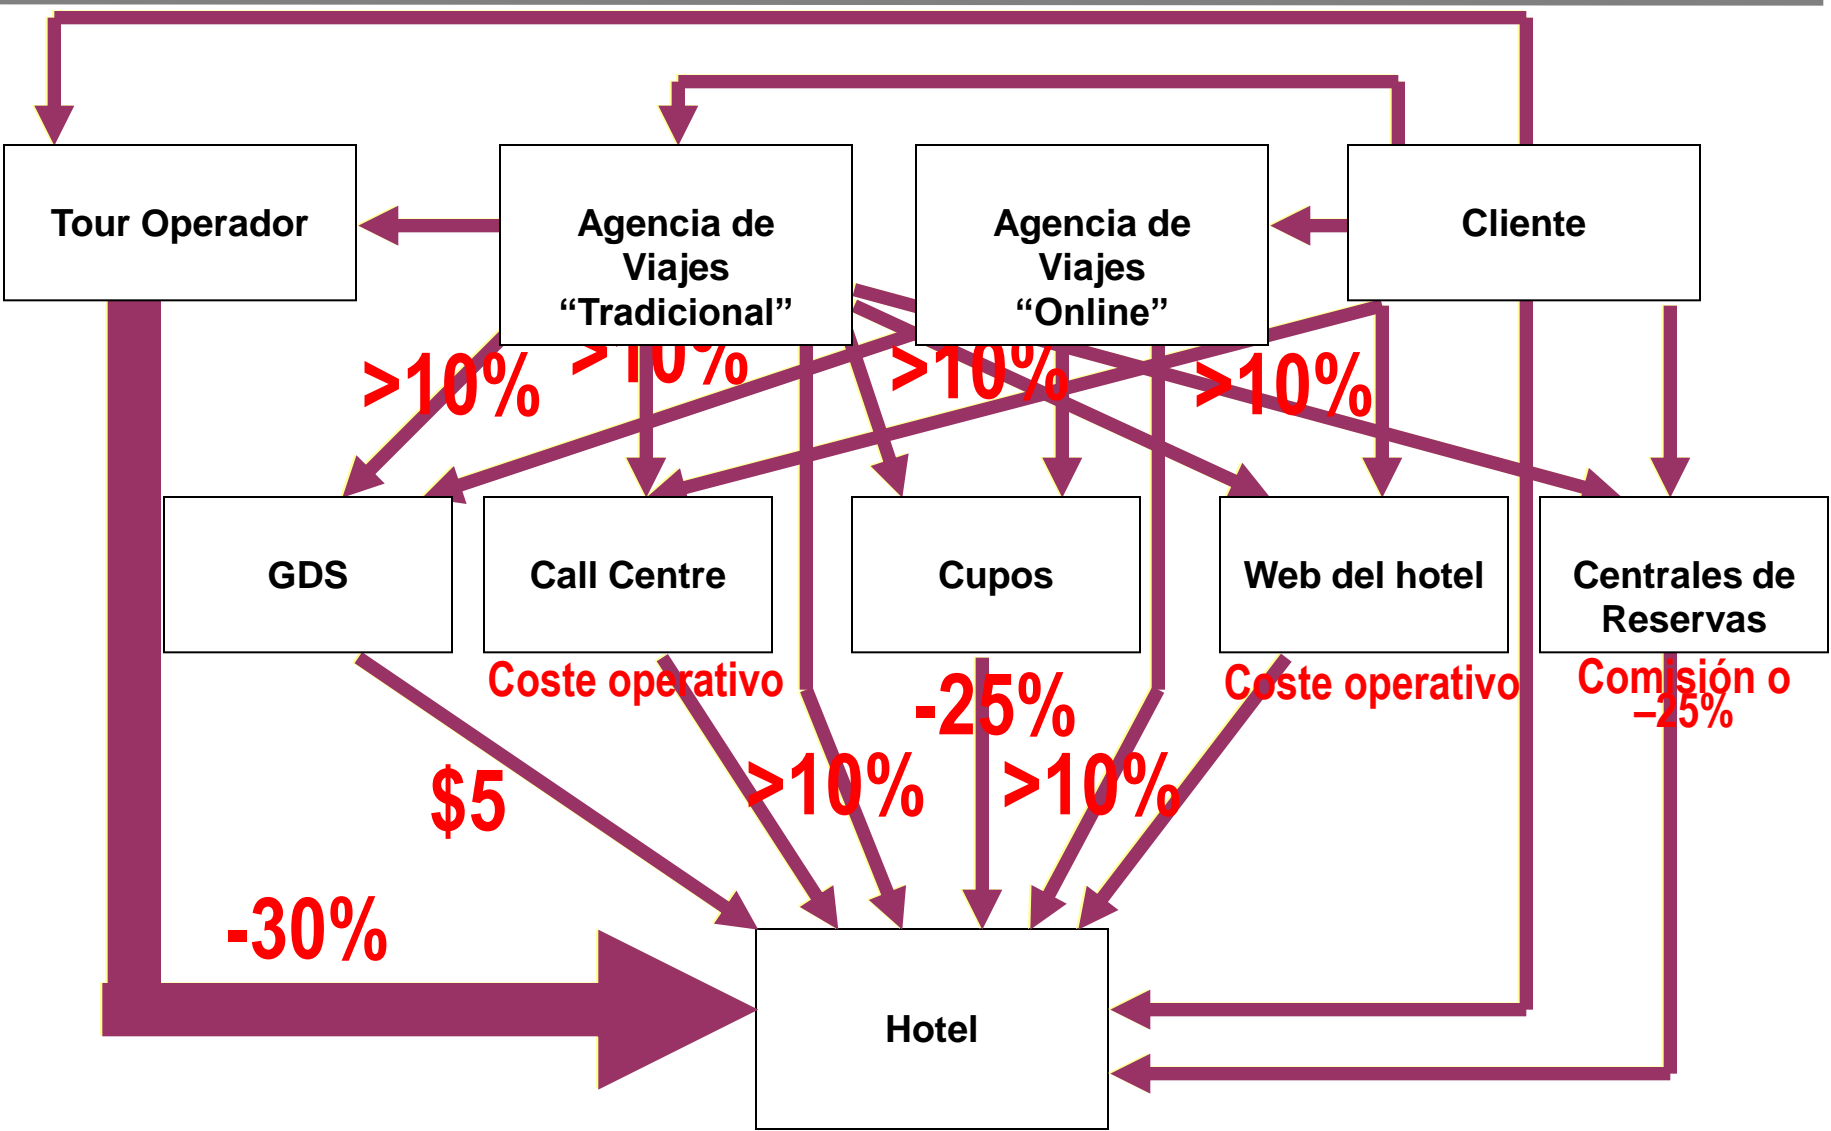 Tour Operador
Agencia de
Viajes
“Tradicional”
Agencia de
Viajes
“Online”
Cliente
>10%
>10%
>10%
>10%
GDS
Call Centre
Cupos
Web del hotel
Centrales de
Reservas
Coste operativo
-25%
Coste operativo
Comisión o
–25%
$5
>10%
>10%
-30%
Hotel